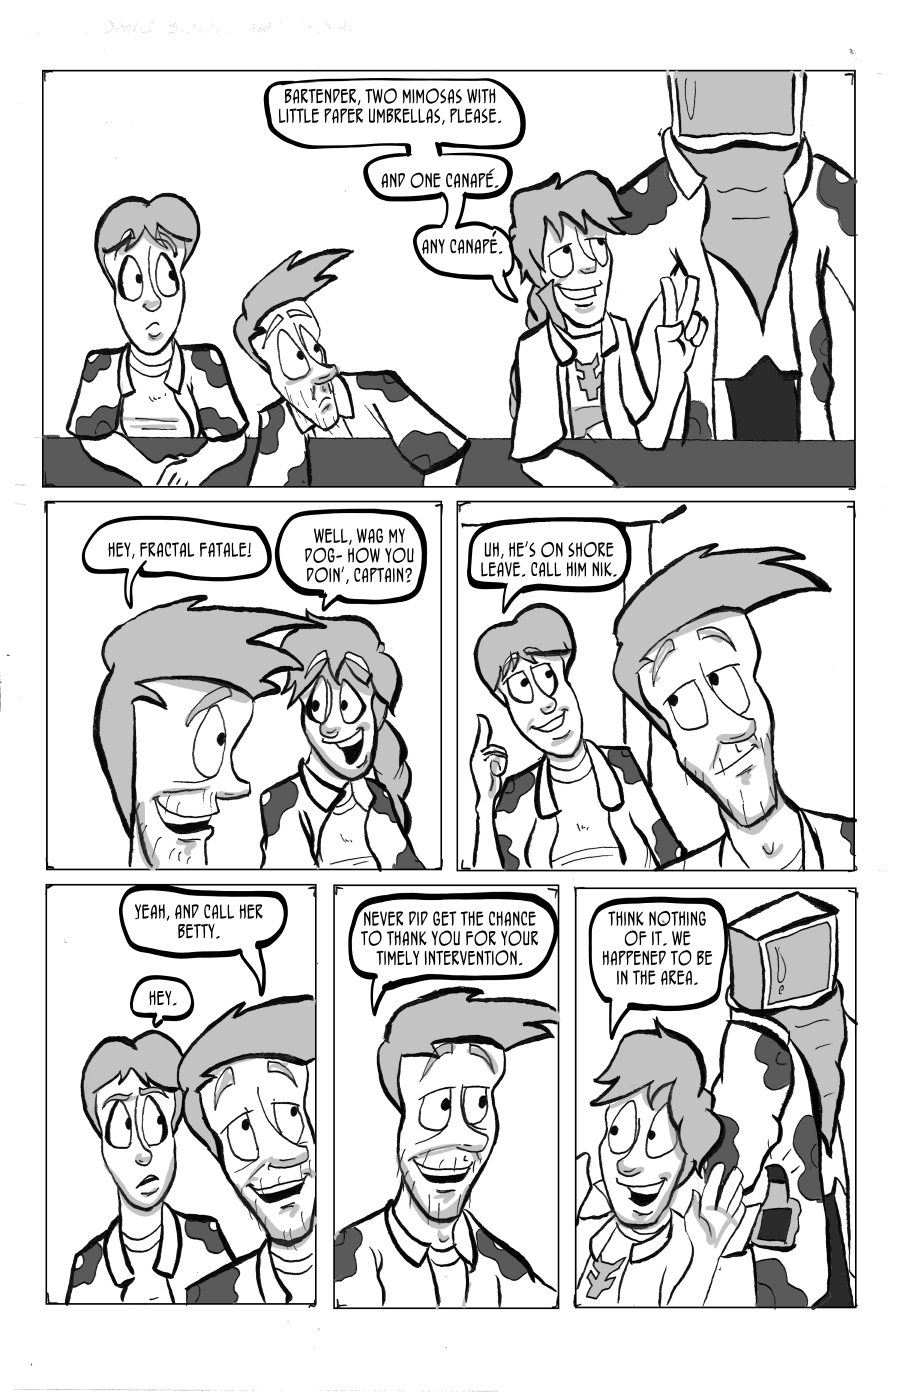 BARTENDER, TWO MIMOSAS WITH
LITTLE PAPER UMBRELLAS, PLEASE.
AND ONE CANAPÉ.
ANY CANAPÉ.
HEY, FRACTAL FATALE!
WELL, WAG MY
DOG- HOW YOU
DOIN', CAPTAIN?
UH, HE'S ON SHORE
LEAVE. CALL HIM NIK.
YEAH, AND CALL HER
BETTY.
HEY.
NEVER DID GET THE CHANCE
TO THANK YOU FOR YOUR
TIMELY INTERVENTION.
THINK NOTHING
OF IT. WE
HAPPENED TO BE
IN THE AREA.